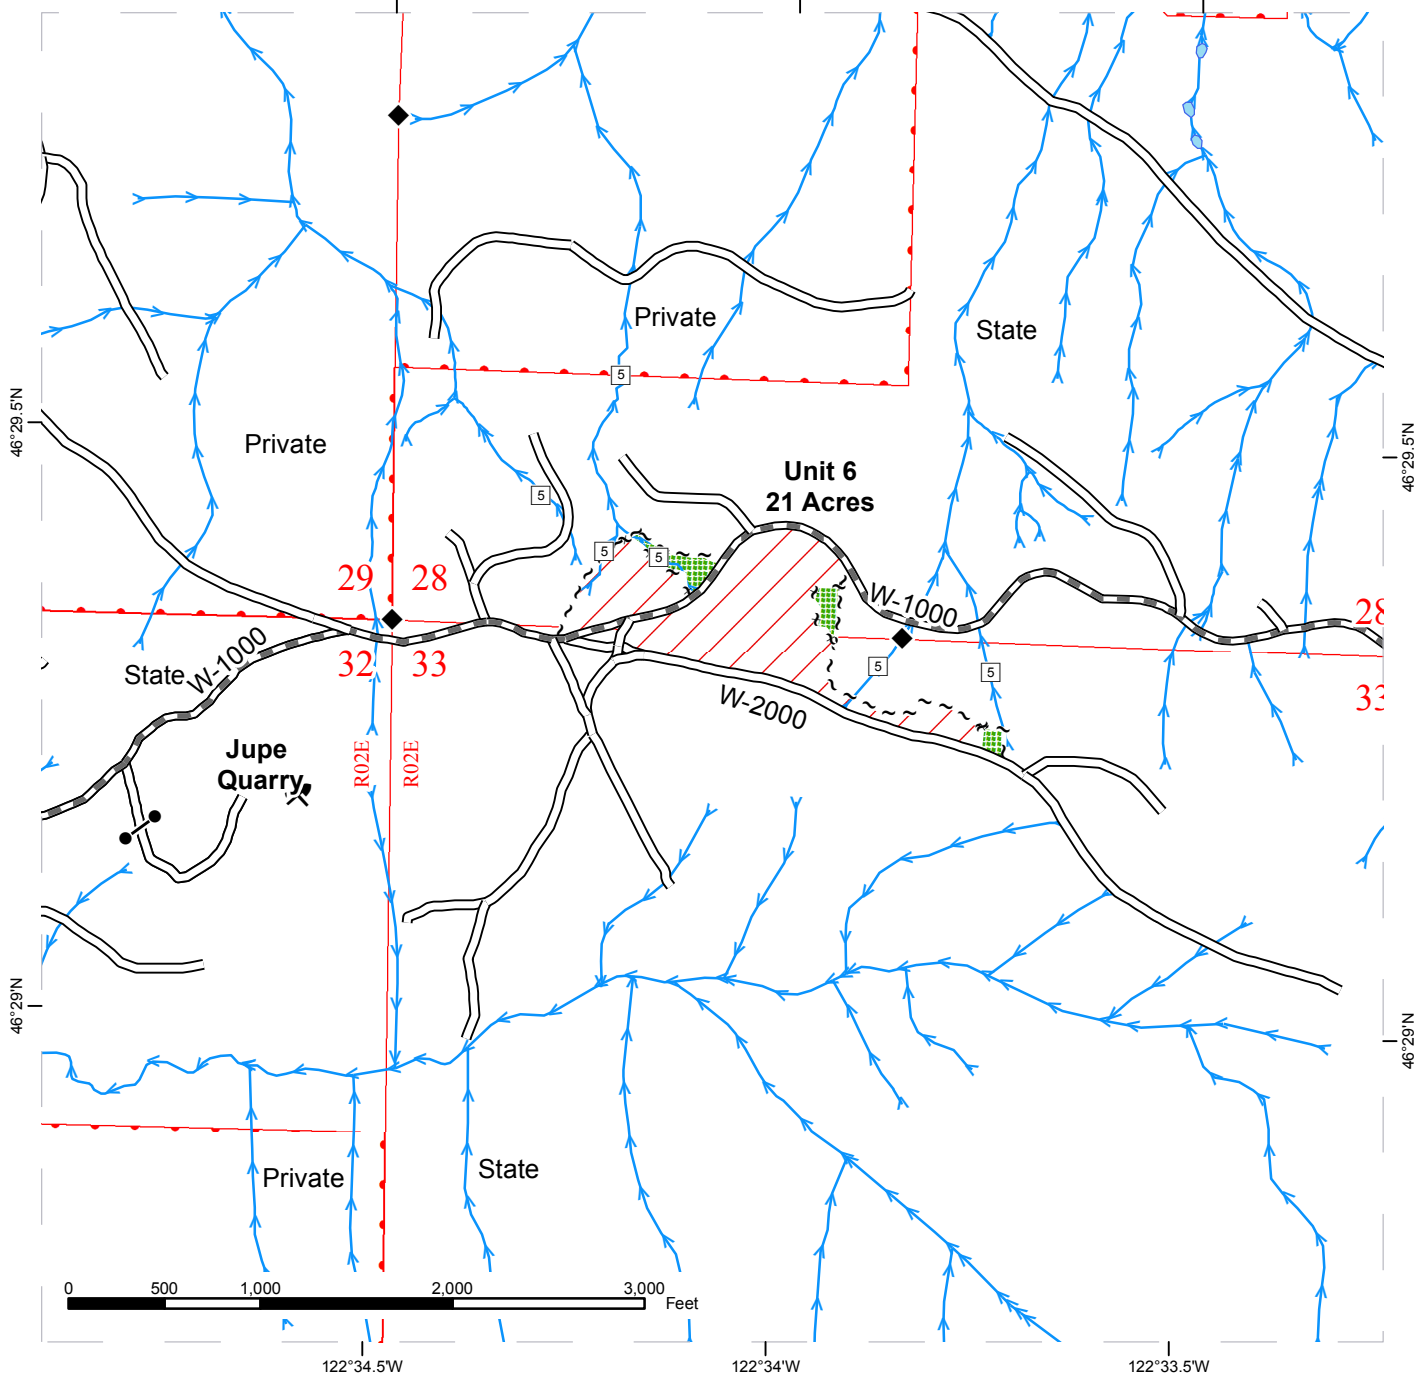 Private
State
5
46°29.5'N
46°29.5'N
Private
Unit 6
21 Acres
5
5
5
29
28
W-1000
28
State
W-1000
32
33
5
5
33
W-2000
Jupe
Quarry
R02E
R02E
46°29'N
46°29'N
State
Private
0
500
1,000
2,000
3,000
Feet
122°34.5'W
122°34'W
122°33.5'W